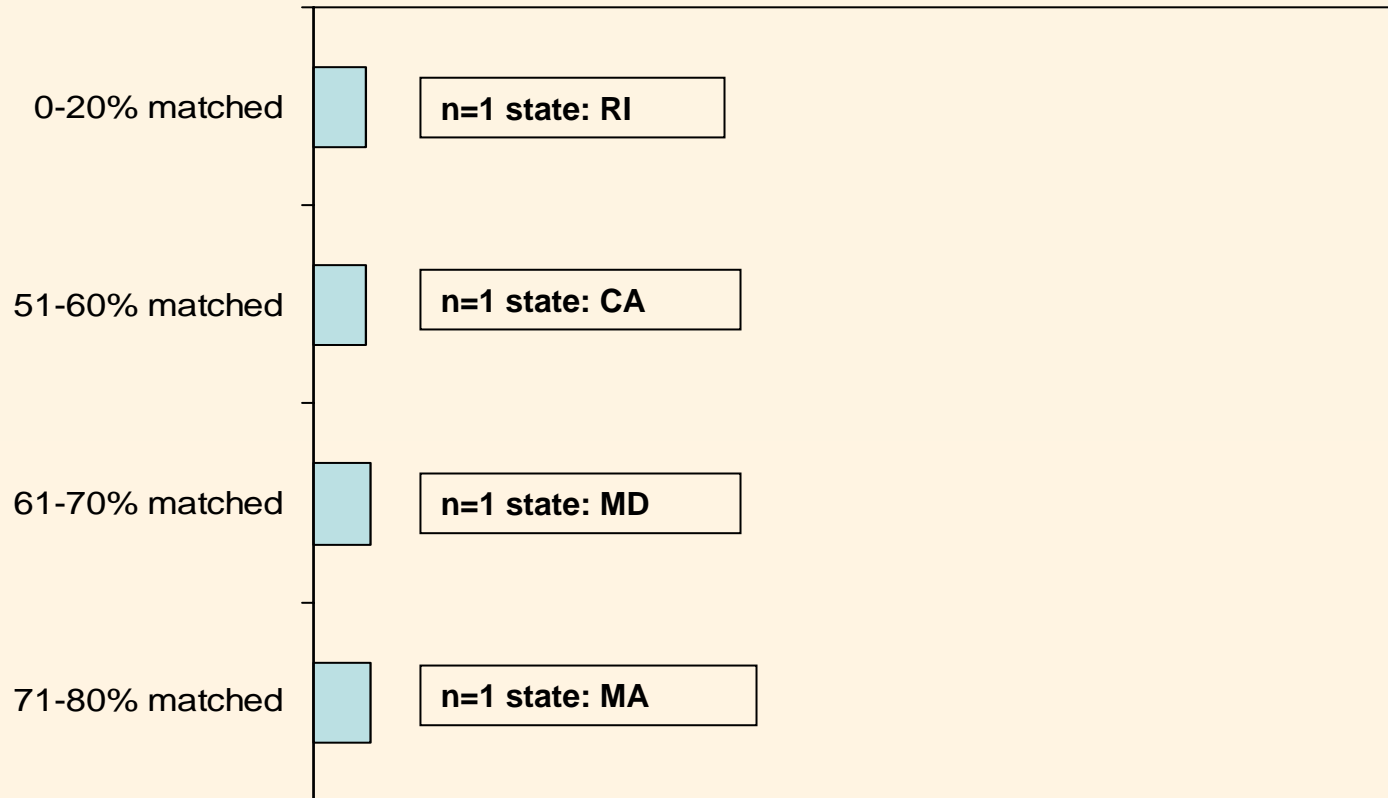 0-20% matched
n=1 state: RI
51-60% matched
n=1 state: CA
61-70% matched
n=1 state: MD
71-80% matched
n=1 state: MA